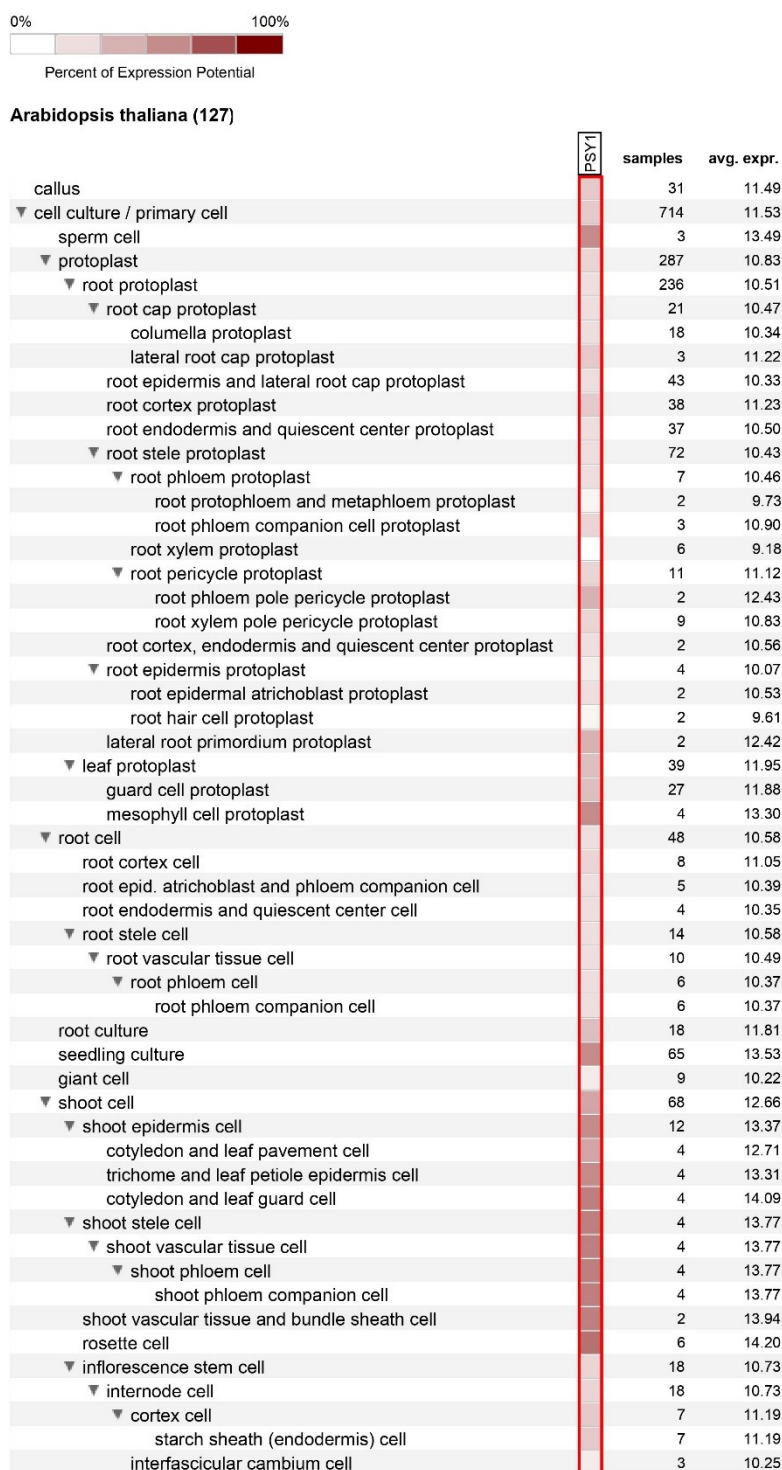 0% 100%
Percent of Expression Potential
Arabidopsis thaliana (127)
PSY1 samples avg. expr.
callus 31 11.49
▼ cell culture / primary cell 714 11.53
sperm cell 3 13.49
▼ protoplast 287 10.83
▼ root protoplast 236 10.51
▼ root cap protoplast 21 10.47
columella protoplast 18 10.34
lateral root cap protoplast 3 11.22
root epidermis and lateral root cap protoplast 43 10.33
root cortex protoplast 38 11.23
root endodermis and quiescent center protoplast 37 10.50
▼ root stele protoplast 72 10.43
▼ root phloem protoplast 7 10.46
root protophloem and metaphloem protoplast 2 9.73
root phloem companion cell protoplast 3 10.90
root xylem protoplast 6 9.18
▼ root pericycle protoplast 11 11.12
root phloem pole pericycle protoplast 2 12.43
root xylem pole pericycle protoplast 9 10.83
root cortex, endodermis and quiescent center protoplast 2 10.56
▼ root epidermis protoplast 4 10.07
root epidermal atrichoblast protoplast 2 10.53
root hair cell protoplast 2 9.61
lateral root primordium protoplast 2 12.42
▼ leaf protoplast 39 11.95
guard cell protoplast 27 11.88
mesophyll cell protoplast 4 13.30
▼ root cell 48 10.58
root cortex cell 8 11.05
root epid. atrichoblast and phloem companion cell 5 10.39
root endodermis and quiescent center cell 4 10.35
▼ root stele cell 14 10.58
▼ root vascular tissue cell 10 10.49
▼ root phloem cell 6 10.37
root phloem companion cell 6 10.37
root culture 18 11.81
seedling culture 65 13.53
giant cell 9 10.22
▼ shoot cell 68 12.66
▼ shoot epidermis cell 12 13.37
cotyledon and leaf pavement cell 4 12.71
trichome and leaf petiole epidermis cell 4 13.31
cotyledon and leaf guard cell 4 14.09
▼ shoot stele cell 4 13.77
▼ shoot vascular tissue cell 4 13.77
▼ shoot phloem cell 4 13.77
shoot phloem companion cell 4 13.77
shoot vascular tissue and bundle sheath cell 2 13.94
rosette cell 6 14.20
▼ inflorescence stem cell 18 10.73
▼ internode cell 18 10.73
▼ cortex cell 7 11.19
starch sheath (endodermis) cell 7 11.19
interfascicular cambium cell 3 10.25